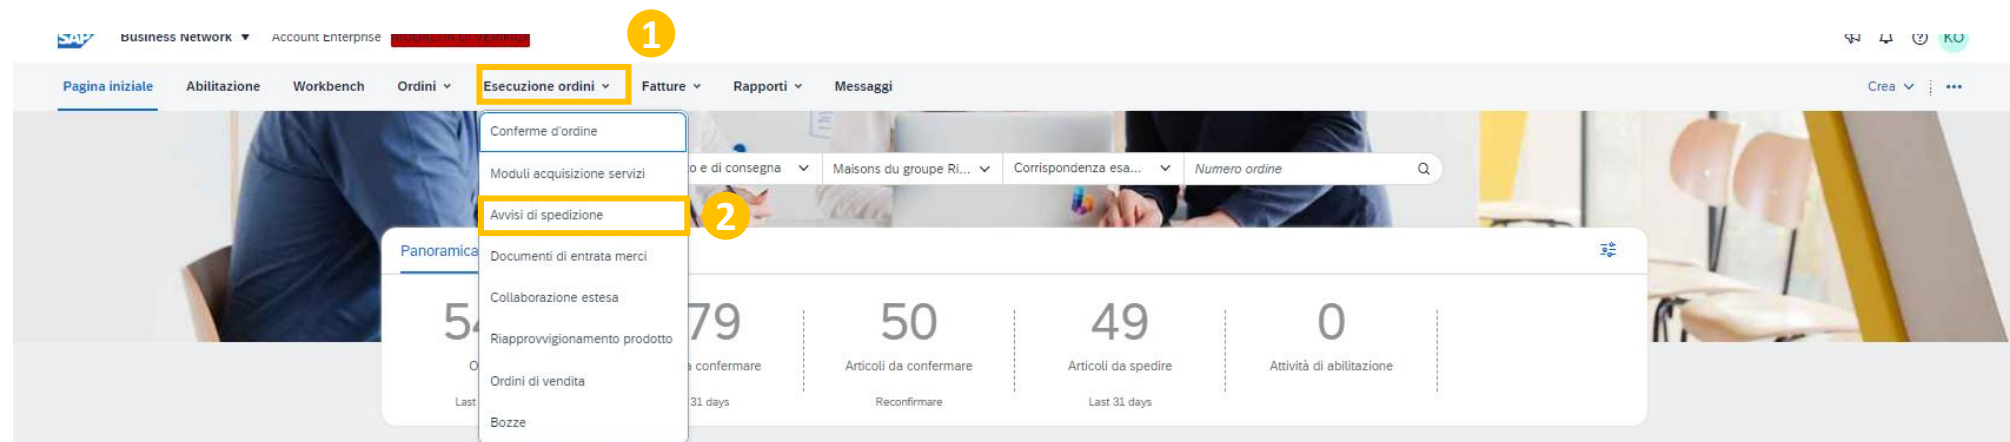 1
SAP Business Network Account Enterprise KO
Pagina iniziale Abilitazione Workbench Ordini Esecuzione ordini Fatture Rapporti Messaggi Crea
Conferme d'ordine
Moduli acquisizione servizi
o e di consegna Maisons du groupe Ri... Corrispondenza esa... Numero ordine
Avvisi di spedizione 2
Panoramica
Documenti di entrata merci
Collaborazione estesa
79 50 49 0
Riapprovvigionamento prodotto
confermare Articoli da confermare Articoli da spedire Attività di abilitazione
Ordini di vendita
Last 31 days Reconfirmare Last 31 days
Bozze